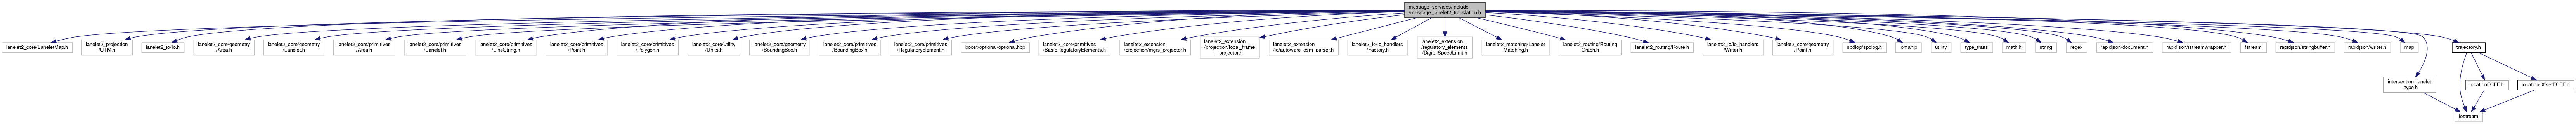 message_services/include
/message_lanelet2_translation.h
lanelet2_core/LaneletMap.h
lanelet2_projection
/UTM.h
lanelet2_io/Io.h
lanelet2_core/geometry
/Area.h
lanelet2_core/geometry
/Lanelet.h
lanelet2_core/primitives
/Area.h
lanelet2_core/primitives
/Lanelet.h
lanelet2_core/primitives
/LineString.h
lanelet2_core/primitives
/Point.h
lanelet2_core/primitives
/Polygon.h
lanelet2_core/utility
/Units.h
lanelet2_core/geometry
/BoundingBox.h
lanelet2_core/primitives
/BoundingBox.h
lanelet2_core/primitives
/RegulatoryElement.h
boost/optional/optional.hpp
lanelet2_core/primitives
/BasicRegulatoryElements.h
lanelet2_extension
/projection/mgrs_projector.h
lanelet2_extension
/projection/local_frame
_projector.h
lanelet2_extension
/io/autoware_osm_parser.h
lanelet2_io/io_handlers
/Factory.h
lanelet2_extension
/regulatory_elements
/DigitalSpeedLimit.h
lanelet2_matching/Lanelet
Matching.h
lanelet2_routing/Routing
Graph.h
lanelet2_routing/Route.h
lanelet2_io/io_handlers
/Writer.h
lanelet2_core/geometry
/Point.h
spdlog/spdlog.h
iomanip
utility
type_traits
math.h
string
regex
rapidjson/document.h
rapidjson/istreamwrapper.h
fstream
rapidjson/stringbuffer.h
rapidjson/writer.h
map
trajectory.h
intersection_lanelet
_type.h
locationECEF.h
locationOffsetECEF.h
iostream